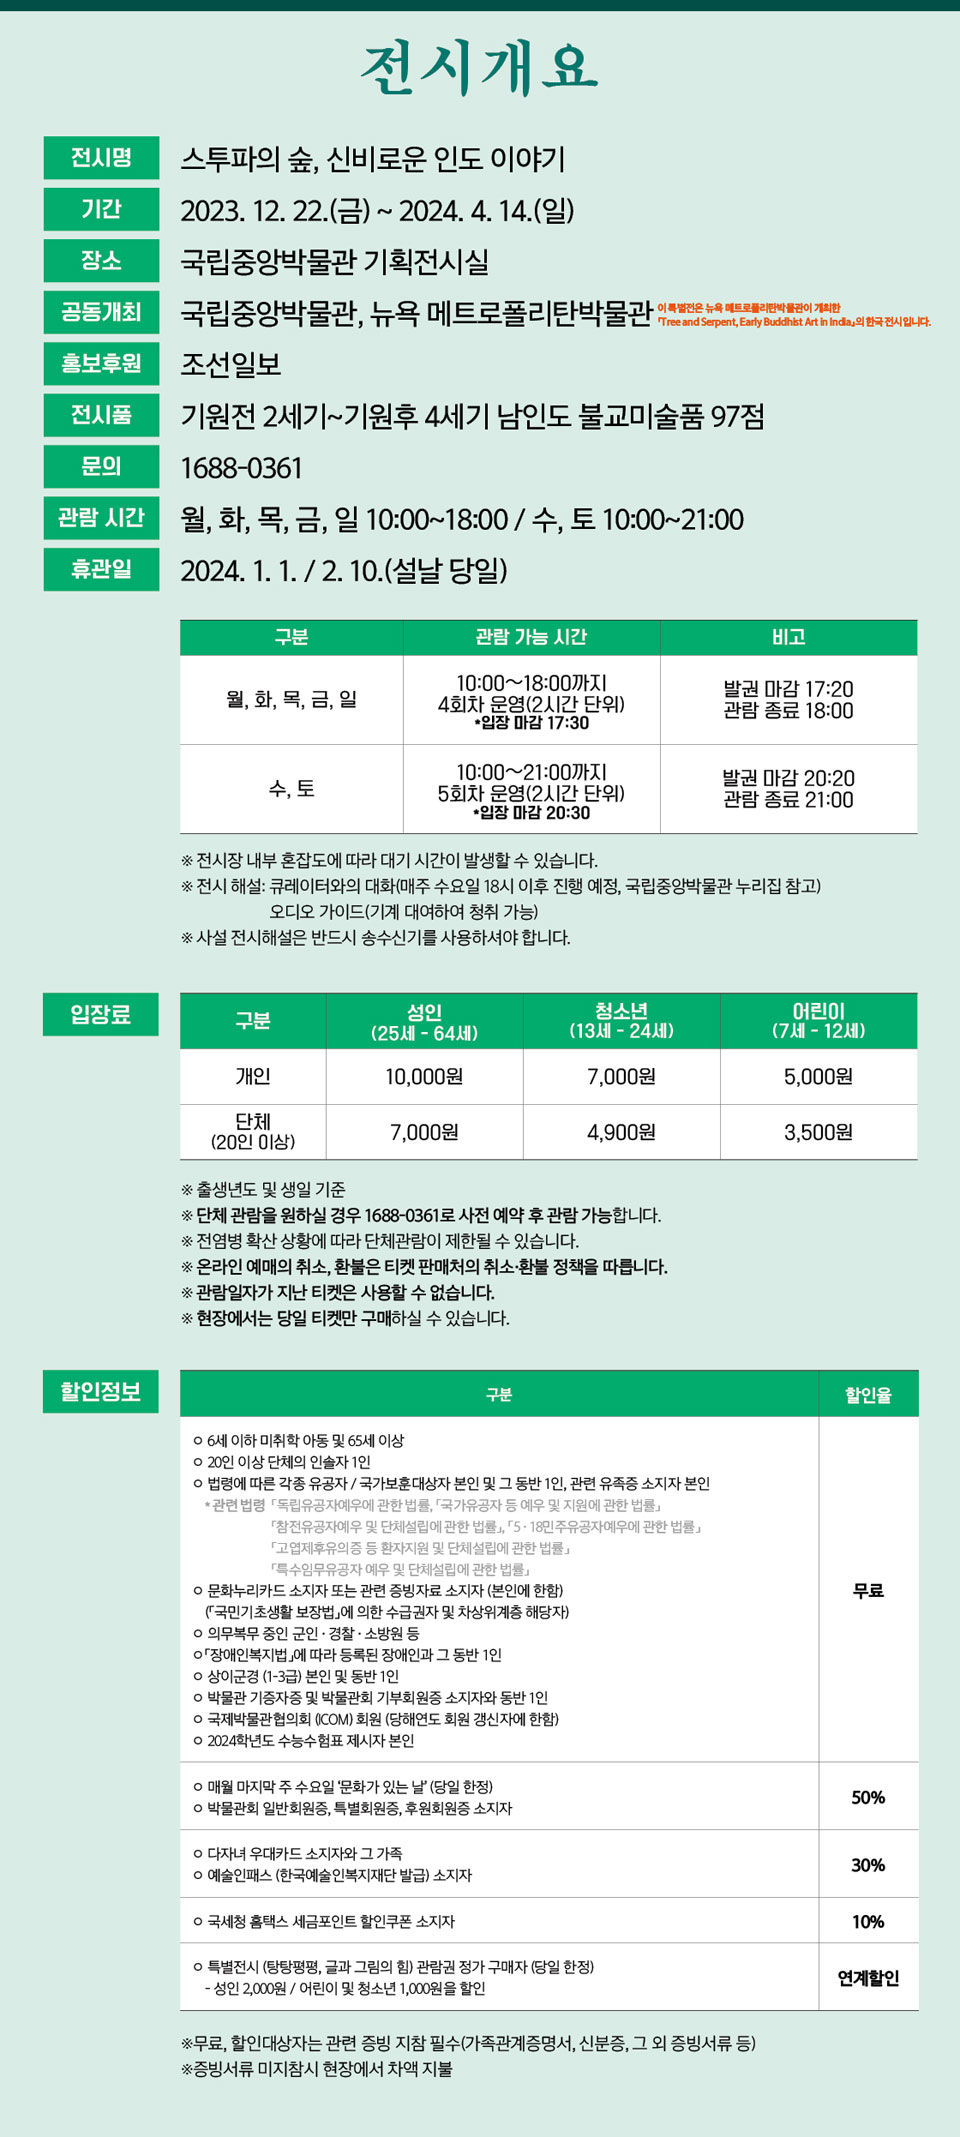 전시개요
전시명 스투파의 숲, 신비로운 인도 이야기
기간 2023. 12. 22.(금) ~ 2024. 4. 14.(일)
장소 국립중앙박물관 기획전시실
공동개최 국립중앙박물관, 뉴욕 메트로폴리탄박물관 이 특별전은 뉴욕 메트로폴리탄박물관이 개최한
「Tree and Serpent, Early Buddhist Art in India」의 한국 전시입니다.
홍보후원 조선일보
전시품 기원전 2세기~기원후 4세기 남인도 불교미술품 97점
문의 1688-0361
관람 시간 월, 화, 목, 금, 일 10:00~18:00 / 수, 토 10:00~21:00
휴관일 2024. 1. 1. / 2. 10.(설날 당일)
구분 관람 가능 시간 비고
월, 화, 목, 금, 일
10:00~18:00까지
4회차 운영(2시간 단위)
*입장 마감 17:30
발권 마감 17:20
관람 종료 18:00
수, 토
10:00~21:00까지
5회차 운영(2시간 단위)
*입장 마감 20:30
발권 마감 20:20
관람 종료 21:00
※ 전시장 내부 혼잡도에 따라 대기 시간이 발생할 수 있습니다.
※ 전시 해설: 큐레이터와의 대화(매주 수요일 18시 이후 진행 예정, 국립중앙박물관 누리집 참고)
오디오 가이드(기계 대여하여 청취 가능)
※ 사설 전시해설은 반드시 송수신기를 사용하셔야 합니다.
입장료
구분
성인
(25세 - 64세)
청소년
(13세 - 24세)
어린이
(7세 - 12세)
개인 10,000원 7,000원 5,000원
단체
(20인 이상)
7,000원 4,900원 3,500원
※ 출생년도 및 생일 기준
※ 단체 관람을 원하실 경우 1688-0361로 사전 예약 후 관람 가능합니다.
※ 전염병 확산 상황에 따라 단체관람이 제한될 수 있습니다.
※ 온라인 예매의 취소, 환불은 티켓 판매처의 취소·환불 정책을 따릅니다.
※ 관람일자가 지난 티켓은 사용할 수 없습니다.
※ 현장에서는 당일 티켓만 구매하실 수 있습니다.
할인정보
구분 할인율
ㅇ 6세 이하 미취학 아동 및 65세 이상
ㅇ 20인 이상 단체의 인솔자 1인
ㅇ 법령에 따른 각종 유공자 / 국가보훈대상자 본인 및 그 동반 1인, 관련 유족증 소지자 본인
* 관련 법령 「독립유공자예우에 관한 법률, 「국가유공자 등 예우 및 지원에 관한 법률」
「참전유공자예우 및 단체설립에 관한 법률」, 「5 · 18민주유공자예우에 관한 법률」
「고엽제후유의증 등 환자지원 및 단체설립에 관한 법률」
「특수임무유공자 예우 및 단체설립에 관한 법률」
ㅇ 문화누리카드 소지자 또는 관련 증빙자료 소지자 (본인에 한함)
(「국민기초생활 보장법」에 의한 수급권자 및 차상위계층 해당자)
ㅇ 의무복무 중인 군인 · 경찰 · 소방원 등
ㅇ「장애인복지법」에 따라 등록된 장애인과 그 동반 1인
ㅇ 상이군경 (1-3급) 본인 및 동반 1인
ㅇ 박물관 기증자증 및 박물관회 기부회원증 소지자와 동반 1인
ㅇ 국제박물관협의회 (ICOM) 회원 (당해연도 회원 갱신자에 한함)
ㅇ 2024학년도 수능수험표 제시자 본인
무료
ㅇ 매월 마지막 주 수요일 '문화가 있는 날' (당일 한정)
ㅇ 박물관회 일반회원증, 특별회원증, 후원회원증 소지자
50%
ㅇ 다자녀 우대카드 소지자와 그 가족
ㅇ 예술인패스 (한국예술인복지재단 발급) 소지자
30%
ㅇ 국세청 홈택스 세금포인트 할인쿠폰 소지자
10%
ㅇ 특별전시 (탕탕평평, 글과 그림의 힘) 관람권 정가 구매자 (당일 한정)
- 성인 2,000원 / 어린이 및 청소년 1,000원을 할인
연계할인
※무료, 할인대상자는 관련 증빙 지참 필수(가족관계증명서, 신분증, 그 외 증빙서류 등)
※증빙서류 미지참시 현장에서 차액 지불